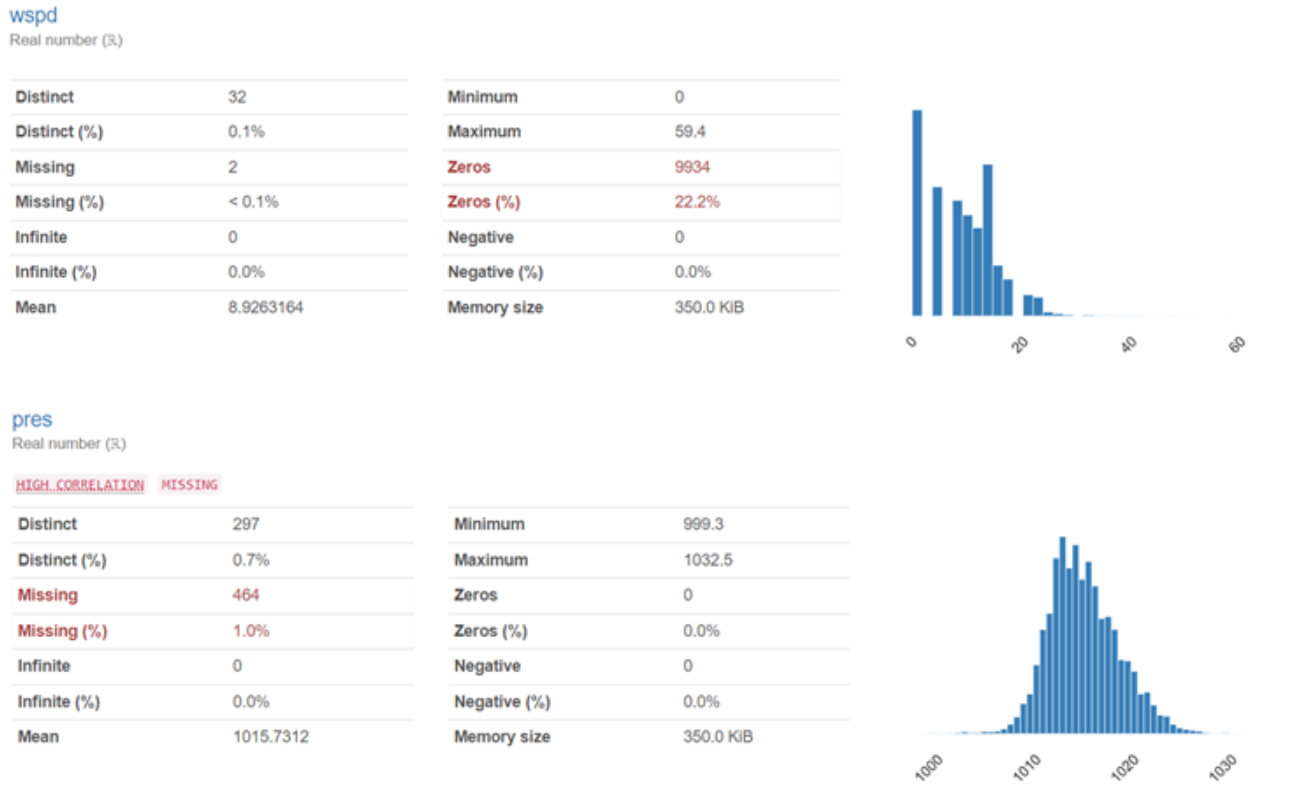 wspd
Real number (ℝ)
Distinct 32 Minimum 0
Distinct (%) 0.1% Maximum 59.4
Missing 2 Zeros 9934
Missing (%) < 0.1% Zeros (%) 22.2%
Infinite 0 Negative 0
Infinite (%) 0.0% Negative (%) 0.0%
Mean 8.9263164 Memory size 350.0 KiB
0 20 40 60
pres
Real number (ℝ)
HIGH CORRELATION MISSING
Distinct 297 Minimum 999.3
Distinct (%) 0.7% Maximum 1032.5
Missing 464 Zeros 0
Missing (%) 1.0% Zeros (%) 0.0%
Infinite 0 Negative 0
Infinite (%) 0.0% Negative (%) 0.0%
Mean 1015.7312 Memory size 350.0 KiB
1000 1010 1020 1030